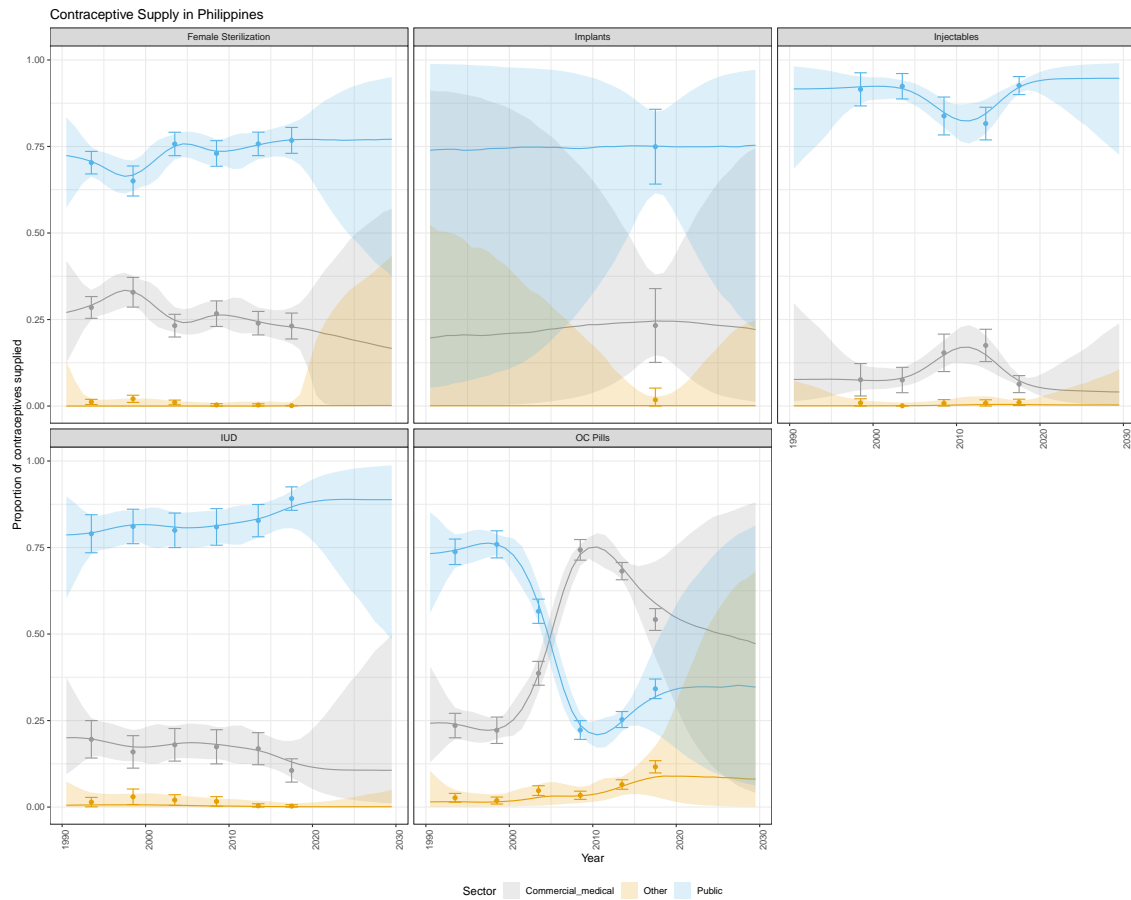 Contraceptive Supply in Philippines
Female Sterilization
Implants
Injectables
1.00
0.75
0.50
0.25
0.00
1990
2000
2010
2020
2030
IUD
OC Pills
1.00
0.75
0.50
0.25
0.00
1990
2000
2010
2020
2030
1990
2000
2010
2020
2030
Proportion of contraceptives supplied
Year
Sector Commercial_medical Other Public